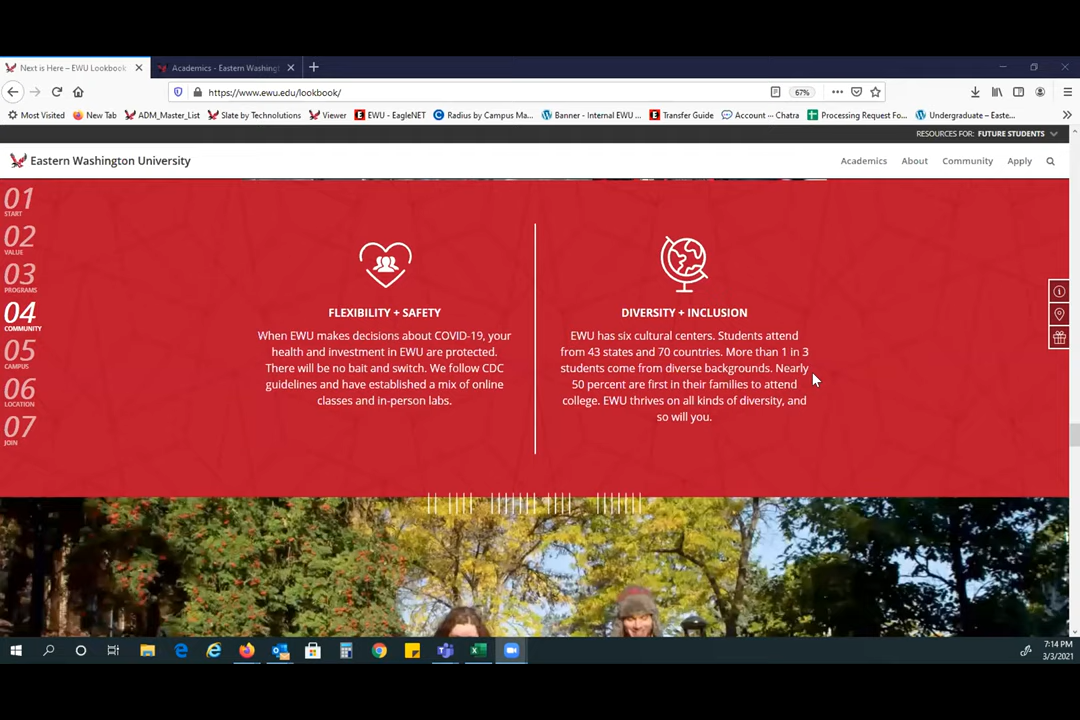 Next is Here – EWU Lookbook
Academics - Eastern Washing
https://www.ewu.edu/lookbook/
67%
Most Visited
New Tab
ADM_Master_List
Slate by Technolutions
Viewer
EWU - EagleNET
Radius by Campus Ma...
Banner - Internal EWU ...
Transfer Guide
Account -- Chatra
Processing Request Fo...
Undergraduate – Easte...
RESOURCES FOR: FUTURE STUDENTS
Eastern Washington University
Academics
About
Community
Apply
01
START
02
VALUE
03
PROGRAMS
04
COMMUNITY
05
CAMPUS
06
LOCATION
07
JOIN
FLEXIBILITY + SAFETY
When EWU makes decisions about COVID-19, your
health and investment in EWU are protected.
There will be no bait and switch. We follow CDC
guidelines and have established a mix of online
classes and in-person labs.
DIVERSITY + INCLUSION
EWU has six cultural centers. Students attend
from 43 states and 70 countries. More than 1 in 3
students come from diverse backgrounds. Nearly
50 percent are first in their families to attend
college. EWU thrives on all kinds of diversity, and
so will you.
7:14 PM
3/3/2021